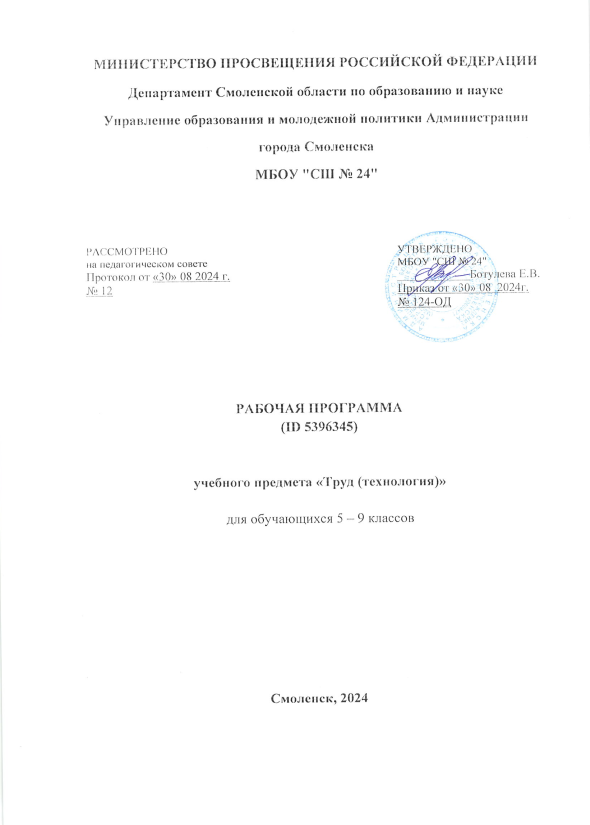 МИНИСТЕРСТВО ПРОСВЕЩЕНИЯ РОССИЙСКОЙ ФЕДЕРАЦИИ
Департамент Смоленской области по образованию и науке
Управление образования и молодежной политики Администрации
города Смоленска
МБОУ "СШ № 24"
РАССМОТРЕНО
на педагогическом совете
Протокол от «30» 08 2024 г.
№ 12
УТВЕРЖДЕНО
МБОУ "СШ № 24"
Ботулева Е.В.
Приказ от «30» 08 2024г.
№ 124-ОД
РАБОЧАЯ ПРОГРАММА
(ID 5396345)
учебного предмета «Труд (технология)»
для обучающихся 5 – 9 классов
Смоленск, 2024